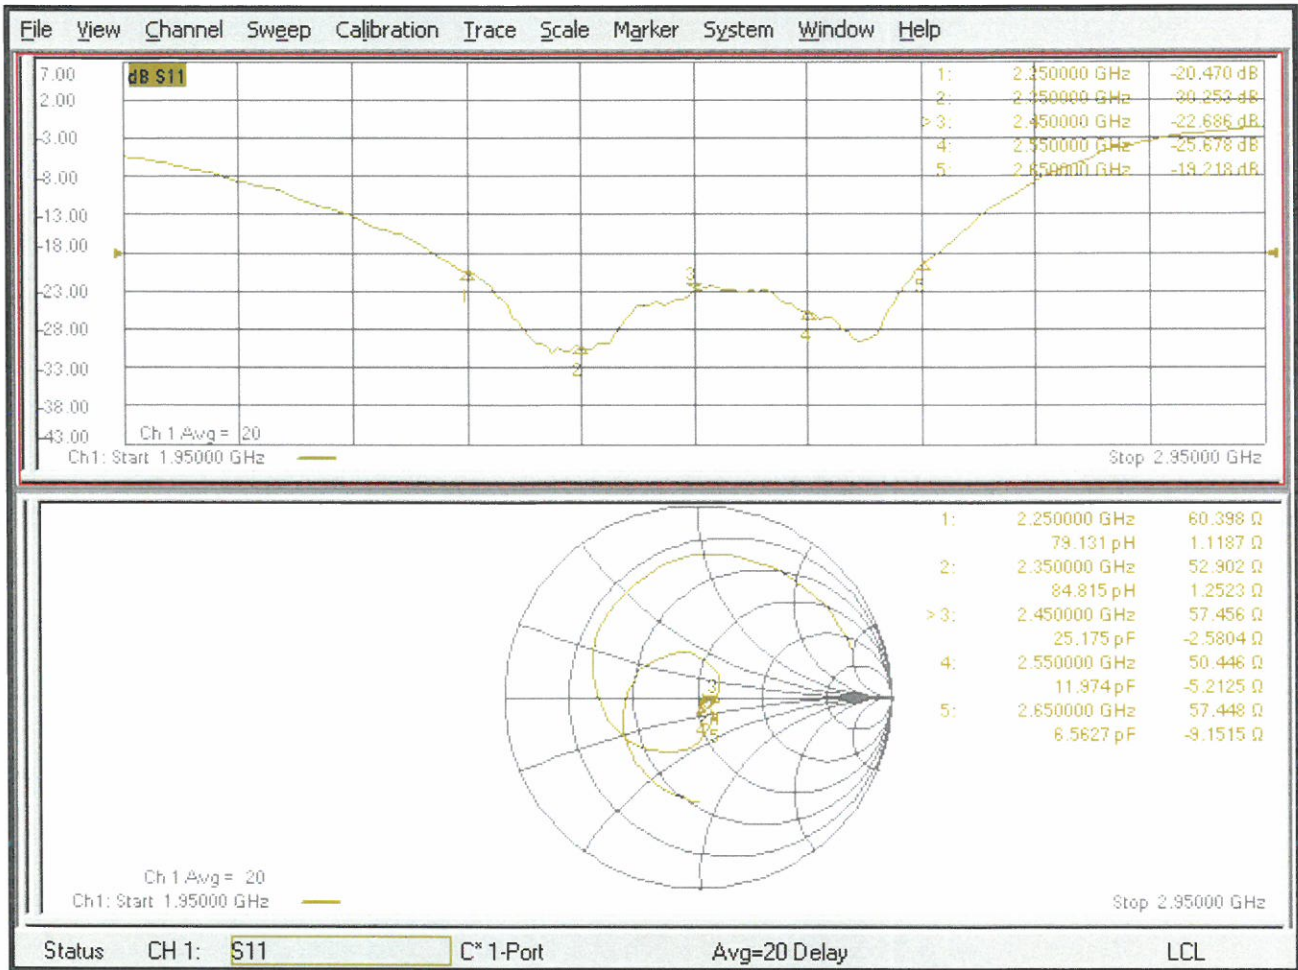 File View Channel Sweep Calibration Trace Scale Marker System Window Help
7.00
2.00
-3.00
-8.00
-13.00
-18.00
-23.00
-28.00
-33.00
-38.00
-43.00
dB S11
1: 2.250000 GHz -20.470 dB
2: 2.350000 GHz -30.253 dB
> 3: 2.450000 GHz -22.686 dB
4: 2.550000 GHz -25.678 dB
5: 2.650000 GHz -19.218 dB
1
2
3
4
5
Ch 1 Avg = 20
Ch1: Start 1.95000 GHz
Stop 2.95000 GHz
1: 2.250000 GHz 60.398 Ω
79.131 pH 1.1187 Ω
2: 2.350000 GHz 52.902 Ω
84.815 pH 1.2523 Ω
> 3: 2.450000 GHz 57.456 Ω
25.175 pF -2.5804 Ω
4: 2.550000 GHz 50.446 Ω
11.974 pF -5.2125 Ω
5: 2.650000 GHz 57.448 Ω
6.5627 pF -9.1515 Ω
3
5
Ch 1 Avg = 20
Ch1: Start 1.95000 GHz
Stop 2.95000 GHz
Status CH 1: S11 C* 1-Port Avg=20 Delay LCL